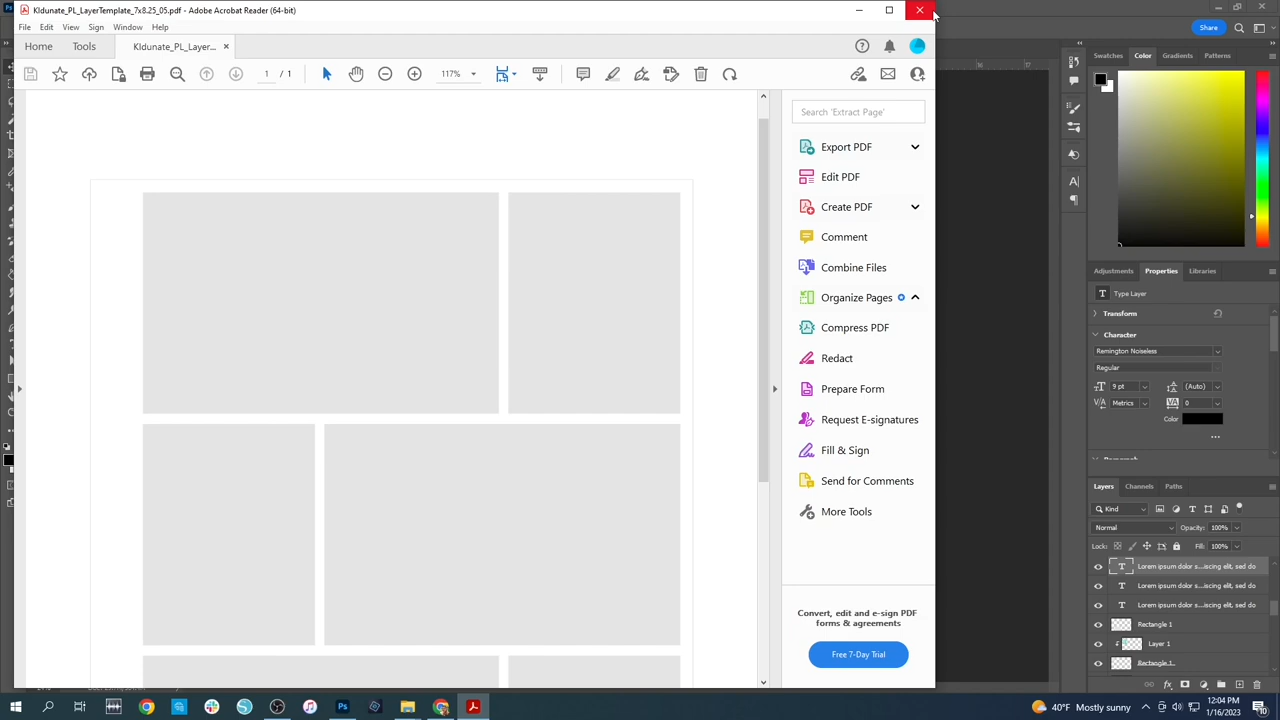 Kldunate_PL_LayerTemplate_7x8.25_05.pdf - Adobe Acrobat Reader (64-bit)
File Edit View Sign Window Help
Home Tools Kldunate_PL_Layer... ×
1 / 1 117%
Search 'Extract Page'
Export PDF
Edit PDF
Create PDF
Comment
Combine Files
Organize Pages
Compress PDF
Redact
Prepare Form
Request E-signatures
Fill & Sign
Send for Comments
More Tools
Convert, edit and e-sign PDF
forms & agreements
Free 7-Day Trial
Share
16 17
Swatches Color Gradients Patterns
Adjustments Properties Libraries
T Type Layer
Transform
Character
Remington Noiseless
Regular
9 pt (Auto)
Metrics 0
Color
Layers Channels Paths
Kind
Normal Opacity: 100%
Lock: Fill: 100%
T Lorem ipsum dolor s...iscing elit, sed do
T Lorem ipsum dolor s...iscing elit, sed do
T Lorem ipsum dolor s...iscing elit, sed do
Rectangle 1
Layer 1
Rectangle 1
40°F Mostly sunny
12:04 PM
1/16/2023